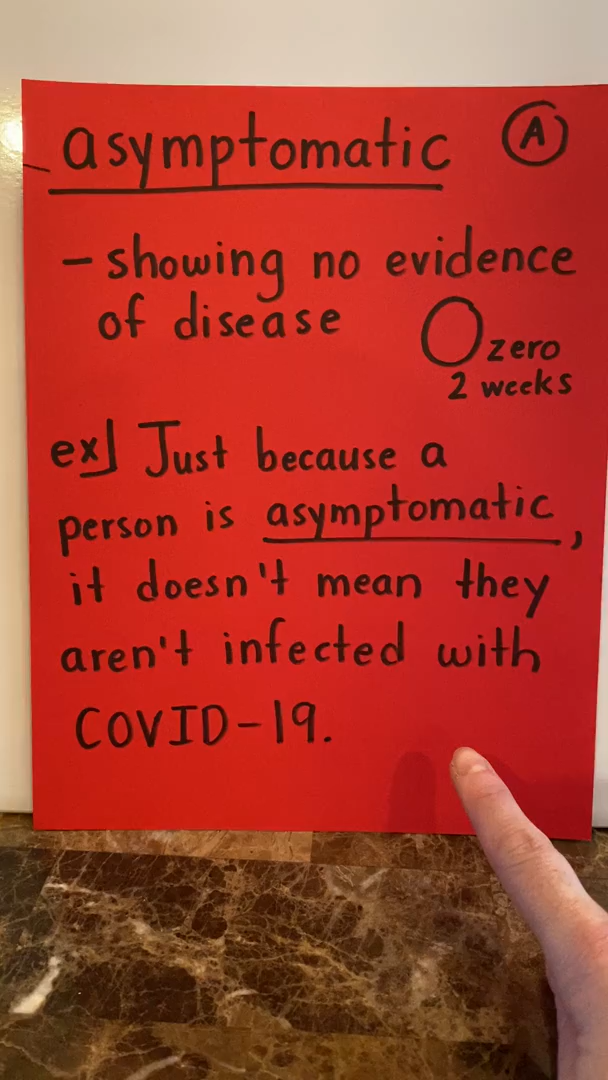 asymptomatic A
- showing no evidence
of disease
O zero
2 weeks
ex] Just because a
person is asymptomatic,
it doesn't mean they
aren't infected with
COVID-19.